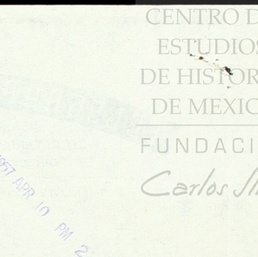 CENTRO D
ESTUDIOS
DE HISTOR
DE MEXIC
FUNDACI
Carlos Sl
APR 10 PM 2